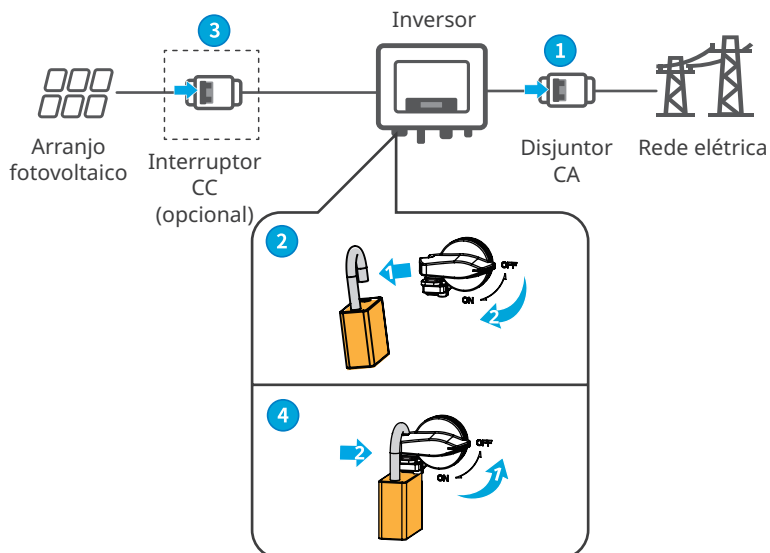 3
Inversor
1
Arranjo
fotovoltaico
Interruptor
CC
(opcional)
Disjuntor
CA
Rede elétrica
2
1
OFF
ON
2
4
2
OFF
ON
1